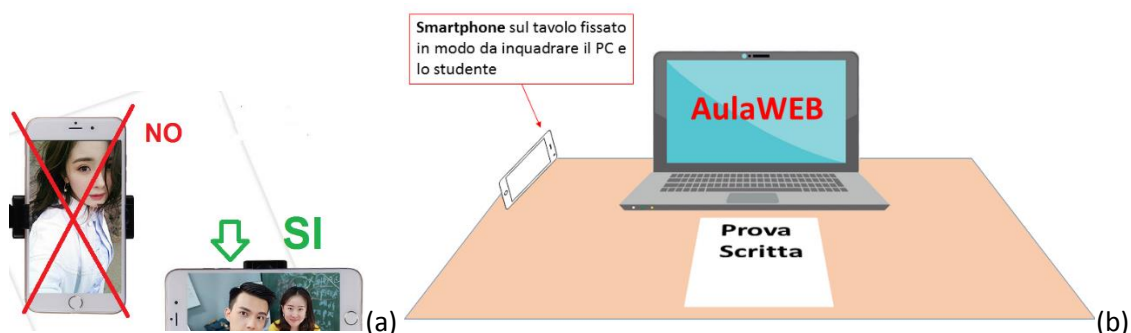 NO
SI
(a)
Smartphone sul tavolo fissato
in modo da inquadrare il PC e
lo studente
AulaWEB
Prova
Scritta
(b)